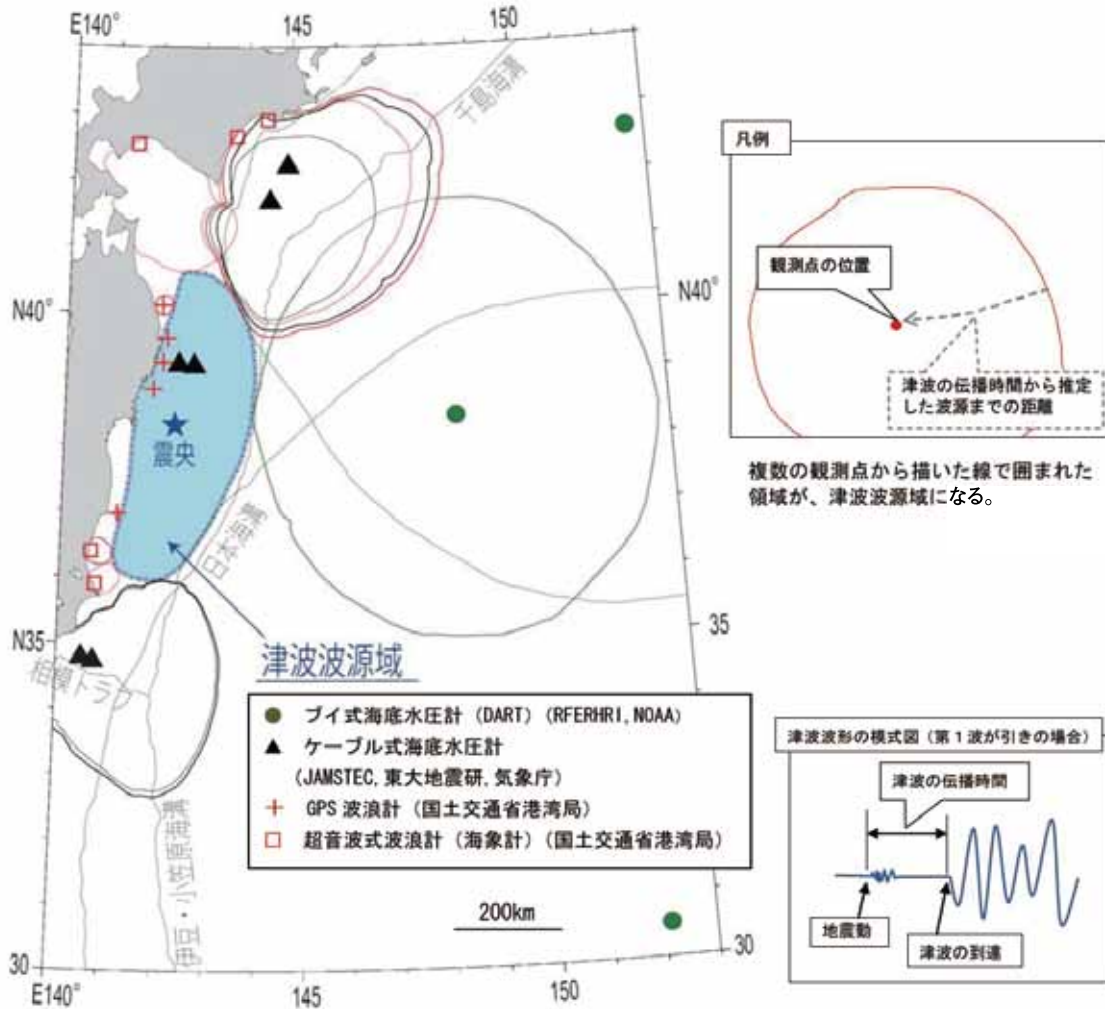 E140°
145
150
千島海溝
N40°
N40°
震央
日本海溝
35
N35
津波波源域
相模トラフ
● ブイ式海底水圧計（DART）（RFERHRI, NOAA）
▲ ケーブル式海底水圧計
（JAMSTEC, 東大地震研, 気象庁）
＋ GPS 波浪計（国土交通省港湾局）
□ 超音波式波浪計（海象計）（国土交通省港湾局）
伊豆・小笠原海溝
200km
30
30
E140°
145
150
凡例
観測点の位置
津波の伝播時間から推定
した波源までの距離
複数の観測点から描いた線で囲まれた
領域が、津波波源域になる。
津波波形の模式図（第１波が引きの場合）
津波の伝播時間
地震動
津波の到達